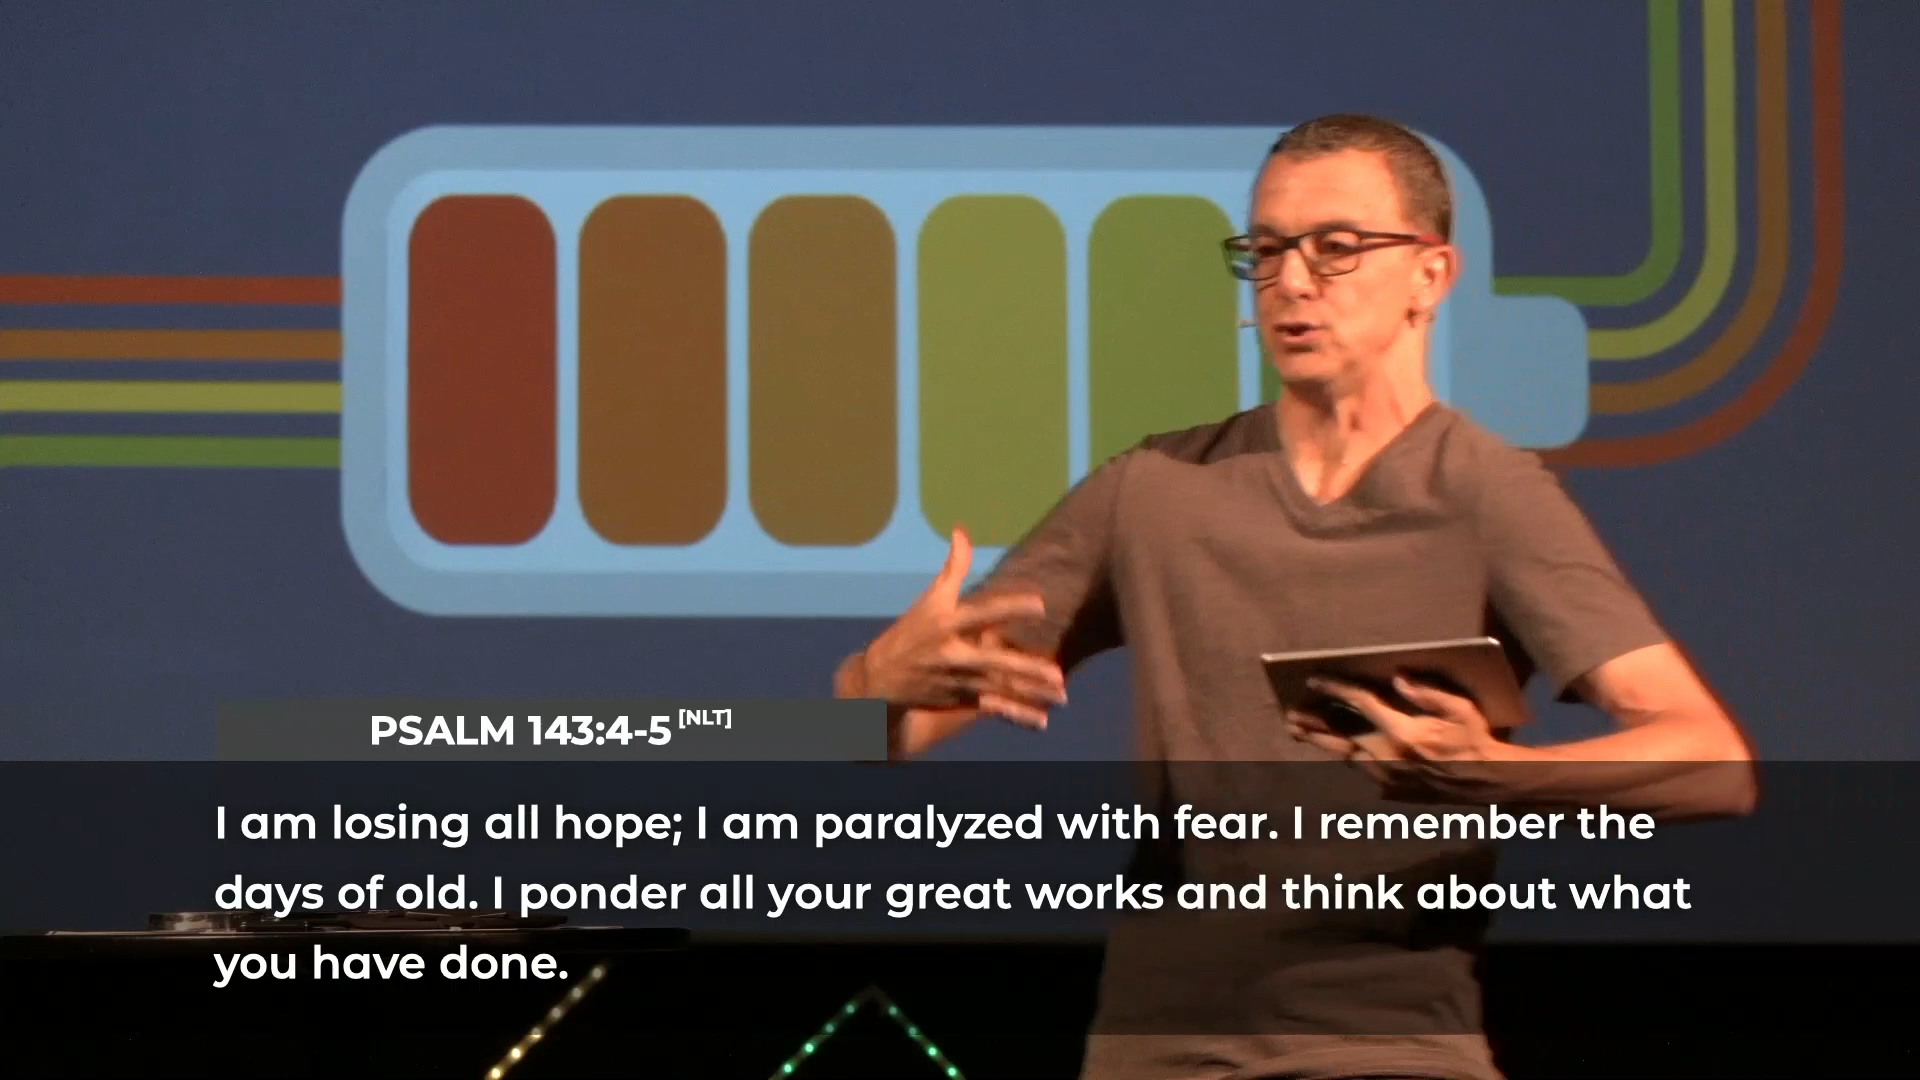 PSALM 143:4-5 [NLT]
I am losing all hope; I am paralyzed with fear. I remember the
days of old. I ponder all your great works and think about what
you have done.